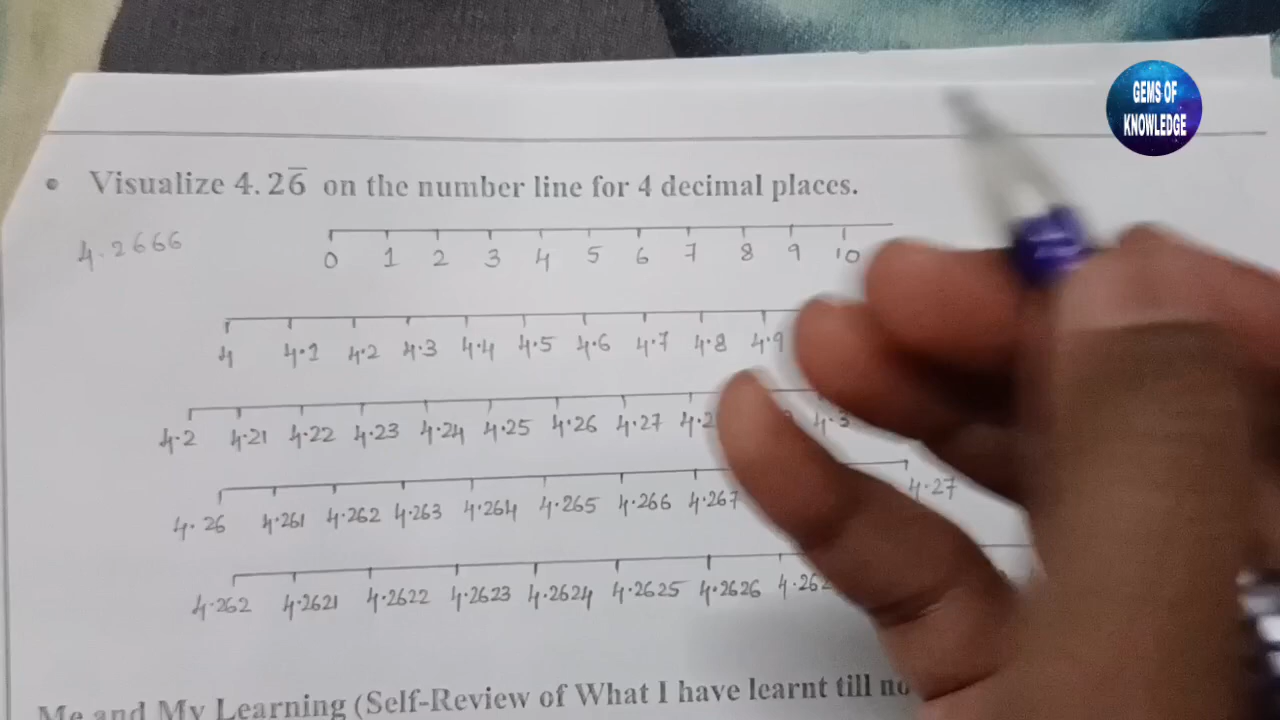 GEMS OF
KNOWLEDGE
• Visualize 4.26̅ on the number line for 4 decimal places.
4.2666
0 1 2 3 4 5 6 7 8 9 10
4 4.1 4.2 4.3 4.4 4.5 4.6 4.7 4.8 4.9
4.2 4.21 4.22 4.23 4.24 4.25 4.26 4.27 4.3
4.26 4.261 4.262 4.263 4.264 4.265 4.266 4.267 4.27
4.262 4.2621 4.2622 4.2623 4.2624 4.2625 4.2626
Me and My Learning (Self-Review of What I have learnt till